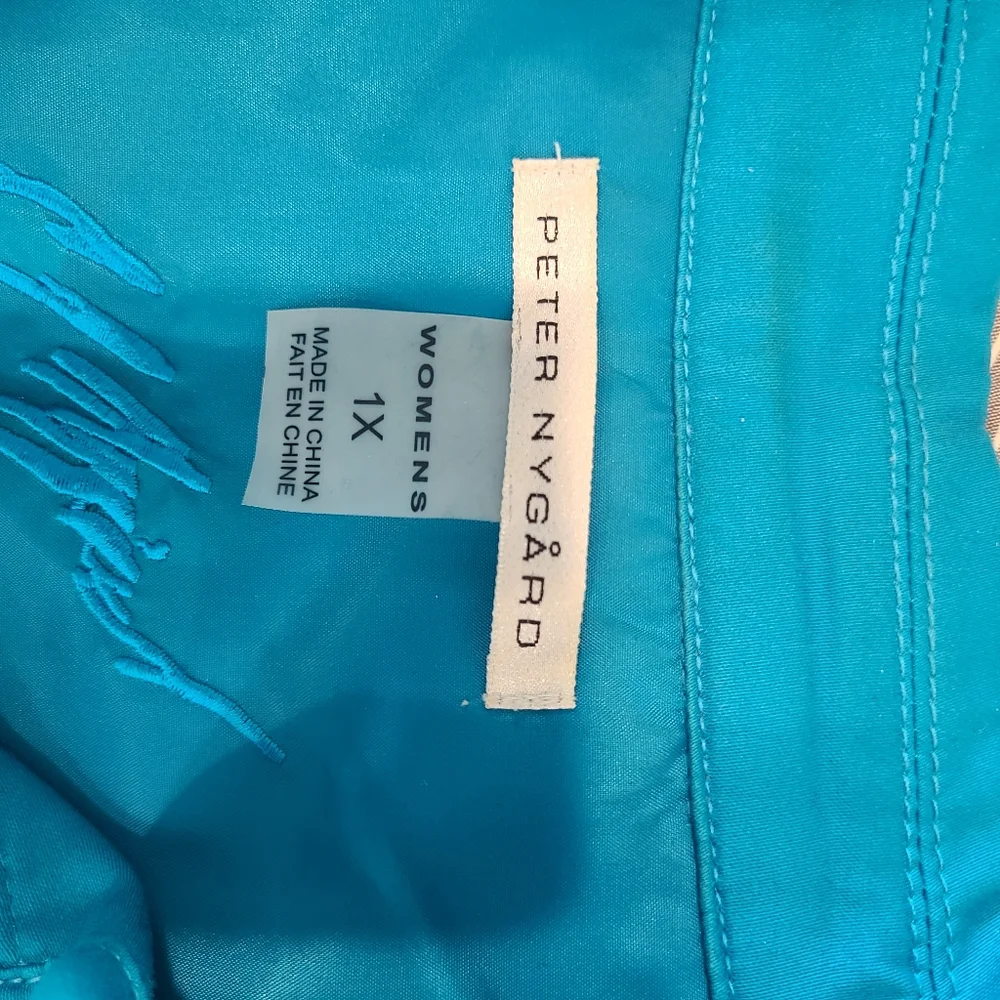 PETER NYGÅRD
WOMENS
1X
MADE IN CHINA
FAIT EN CHINE